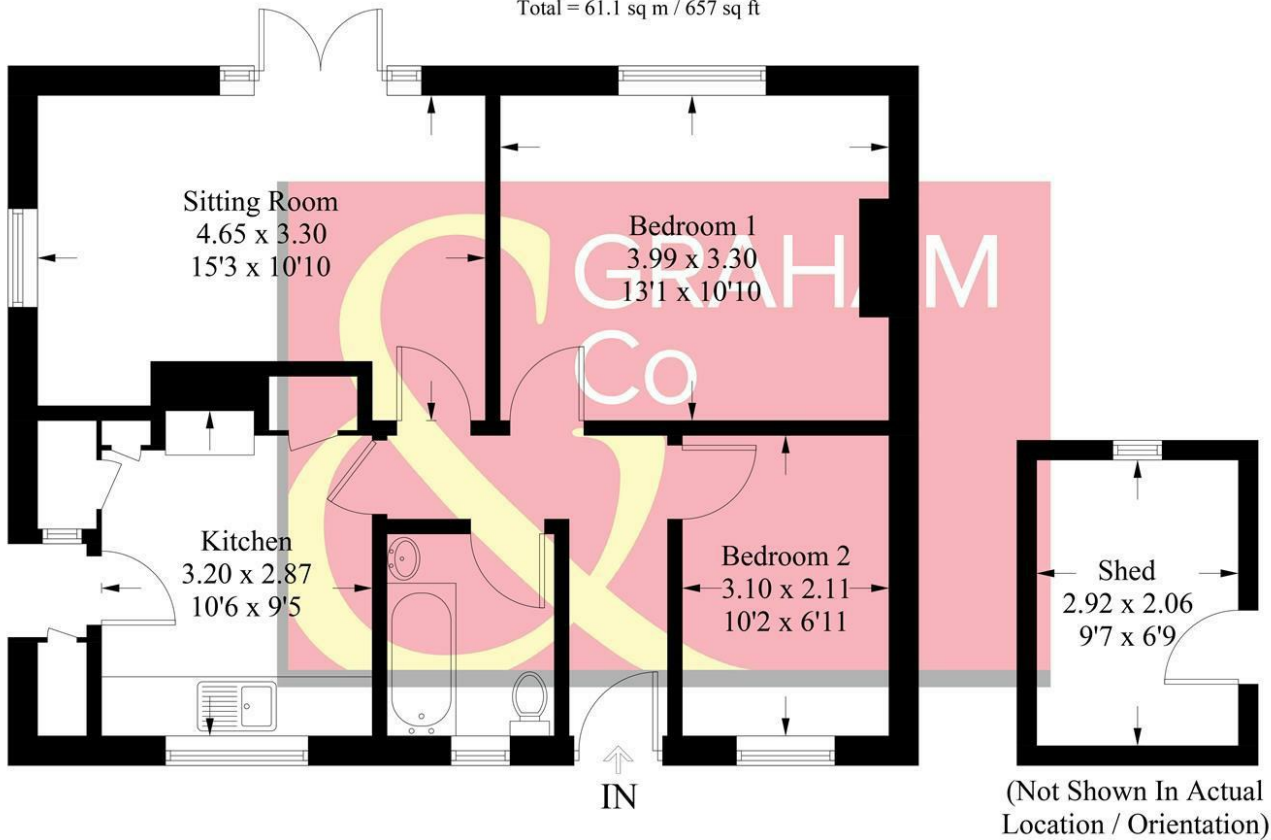 Total = 61.1 sq m / 657 sq ft
Sitting Room
4.65 x 3.30
15'3 x 10'10
Bedroom 1
3.99 x 3.30
13'1 x 10'10
& GRAHAM
Co
Kitchen
3.20 x 2.87
10'6 x 9'5
Bedroom 2
3.10 x 2.11
10'2 x 6'11
Shed
2.92 x 2.06
9'7 x 6'9
IN
(Not Shown In Actual
Location / Orientation)